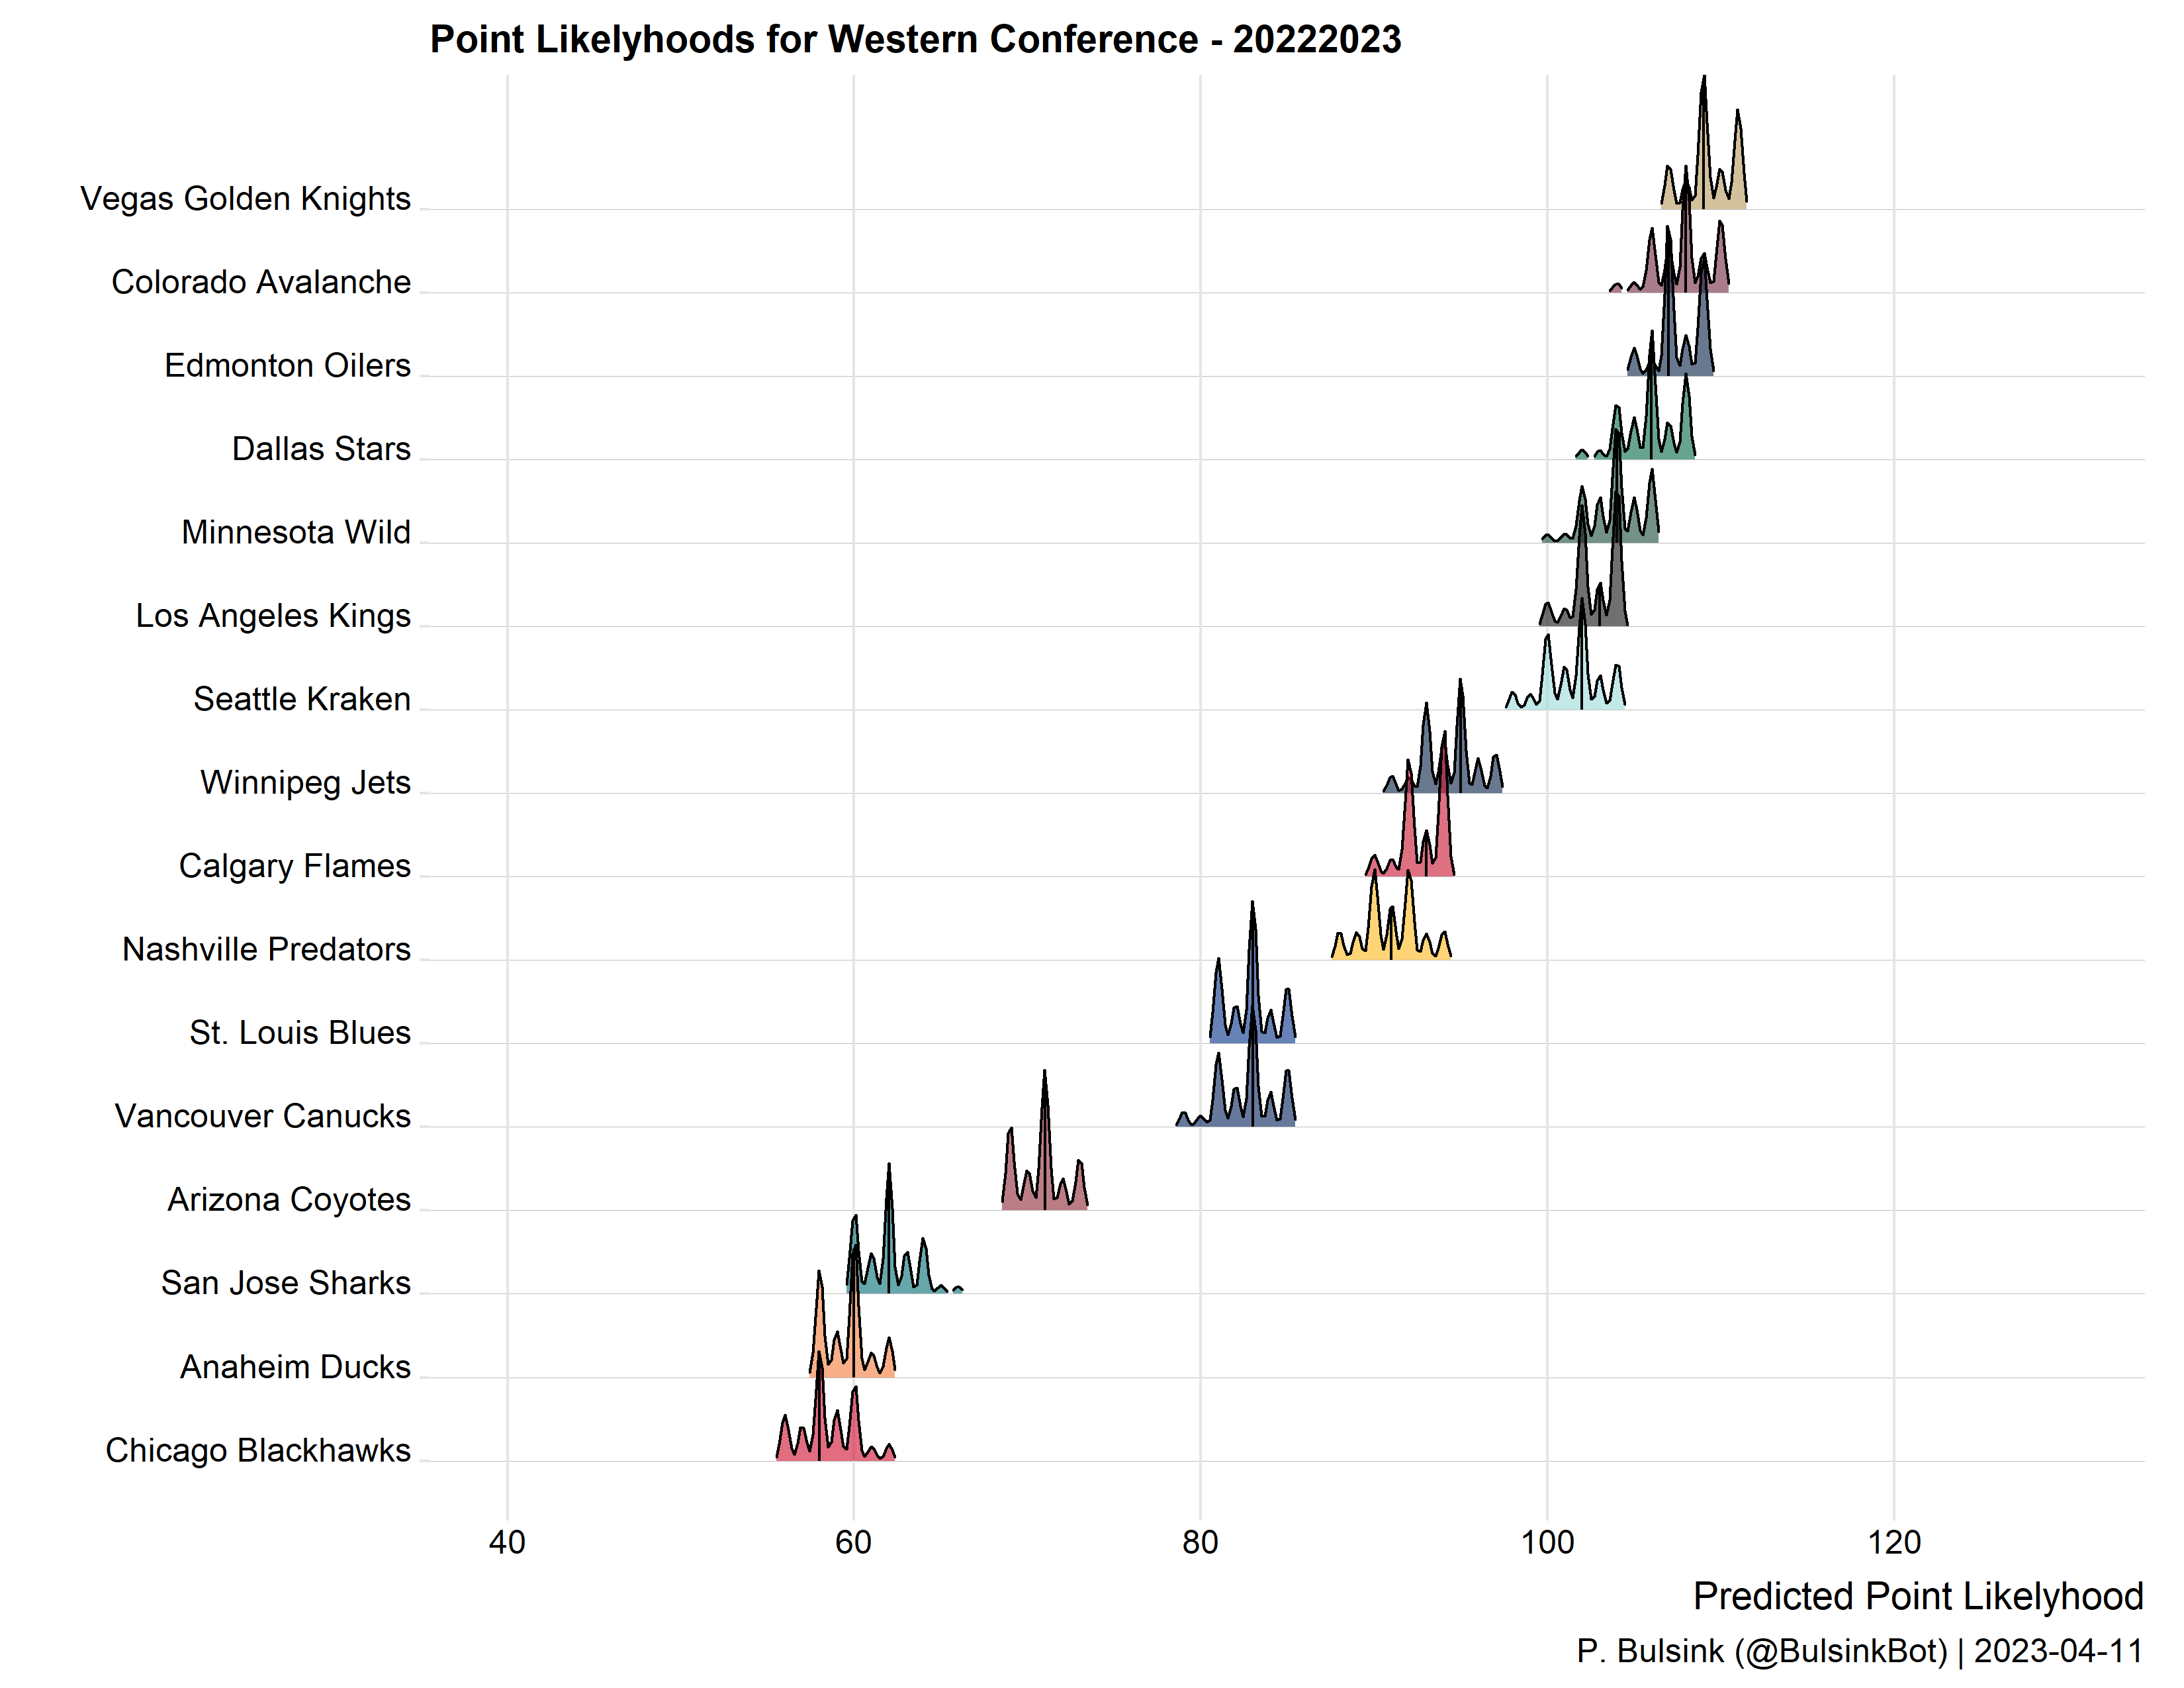 Point Likelyhoods for Western Conference - 20222023
Vegas Golden Knights
Colorado Avalanche
Edmonton Oilers
Dallas Stars
Minnesota Wild
Los Angeles Kings
Seattle Kraken
Winnipeg Jets
Calgary Flames
Nashville Predators
St. Louis Blues
Vancouver Canucks
Arizona Coyotes
San Jose Sharks
Anaheim Ducks
Chicago Blackhawks
40 60 80 100 120
Predicted Point Likelyhood
P. Bulsink (@BulsinkBot) | 2023-04-11